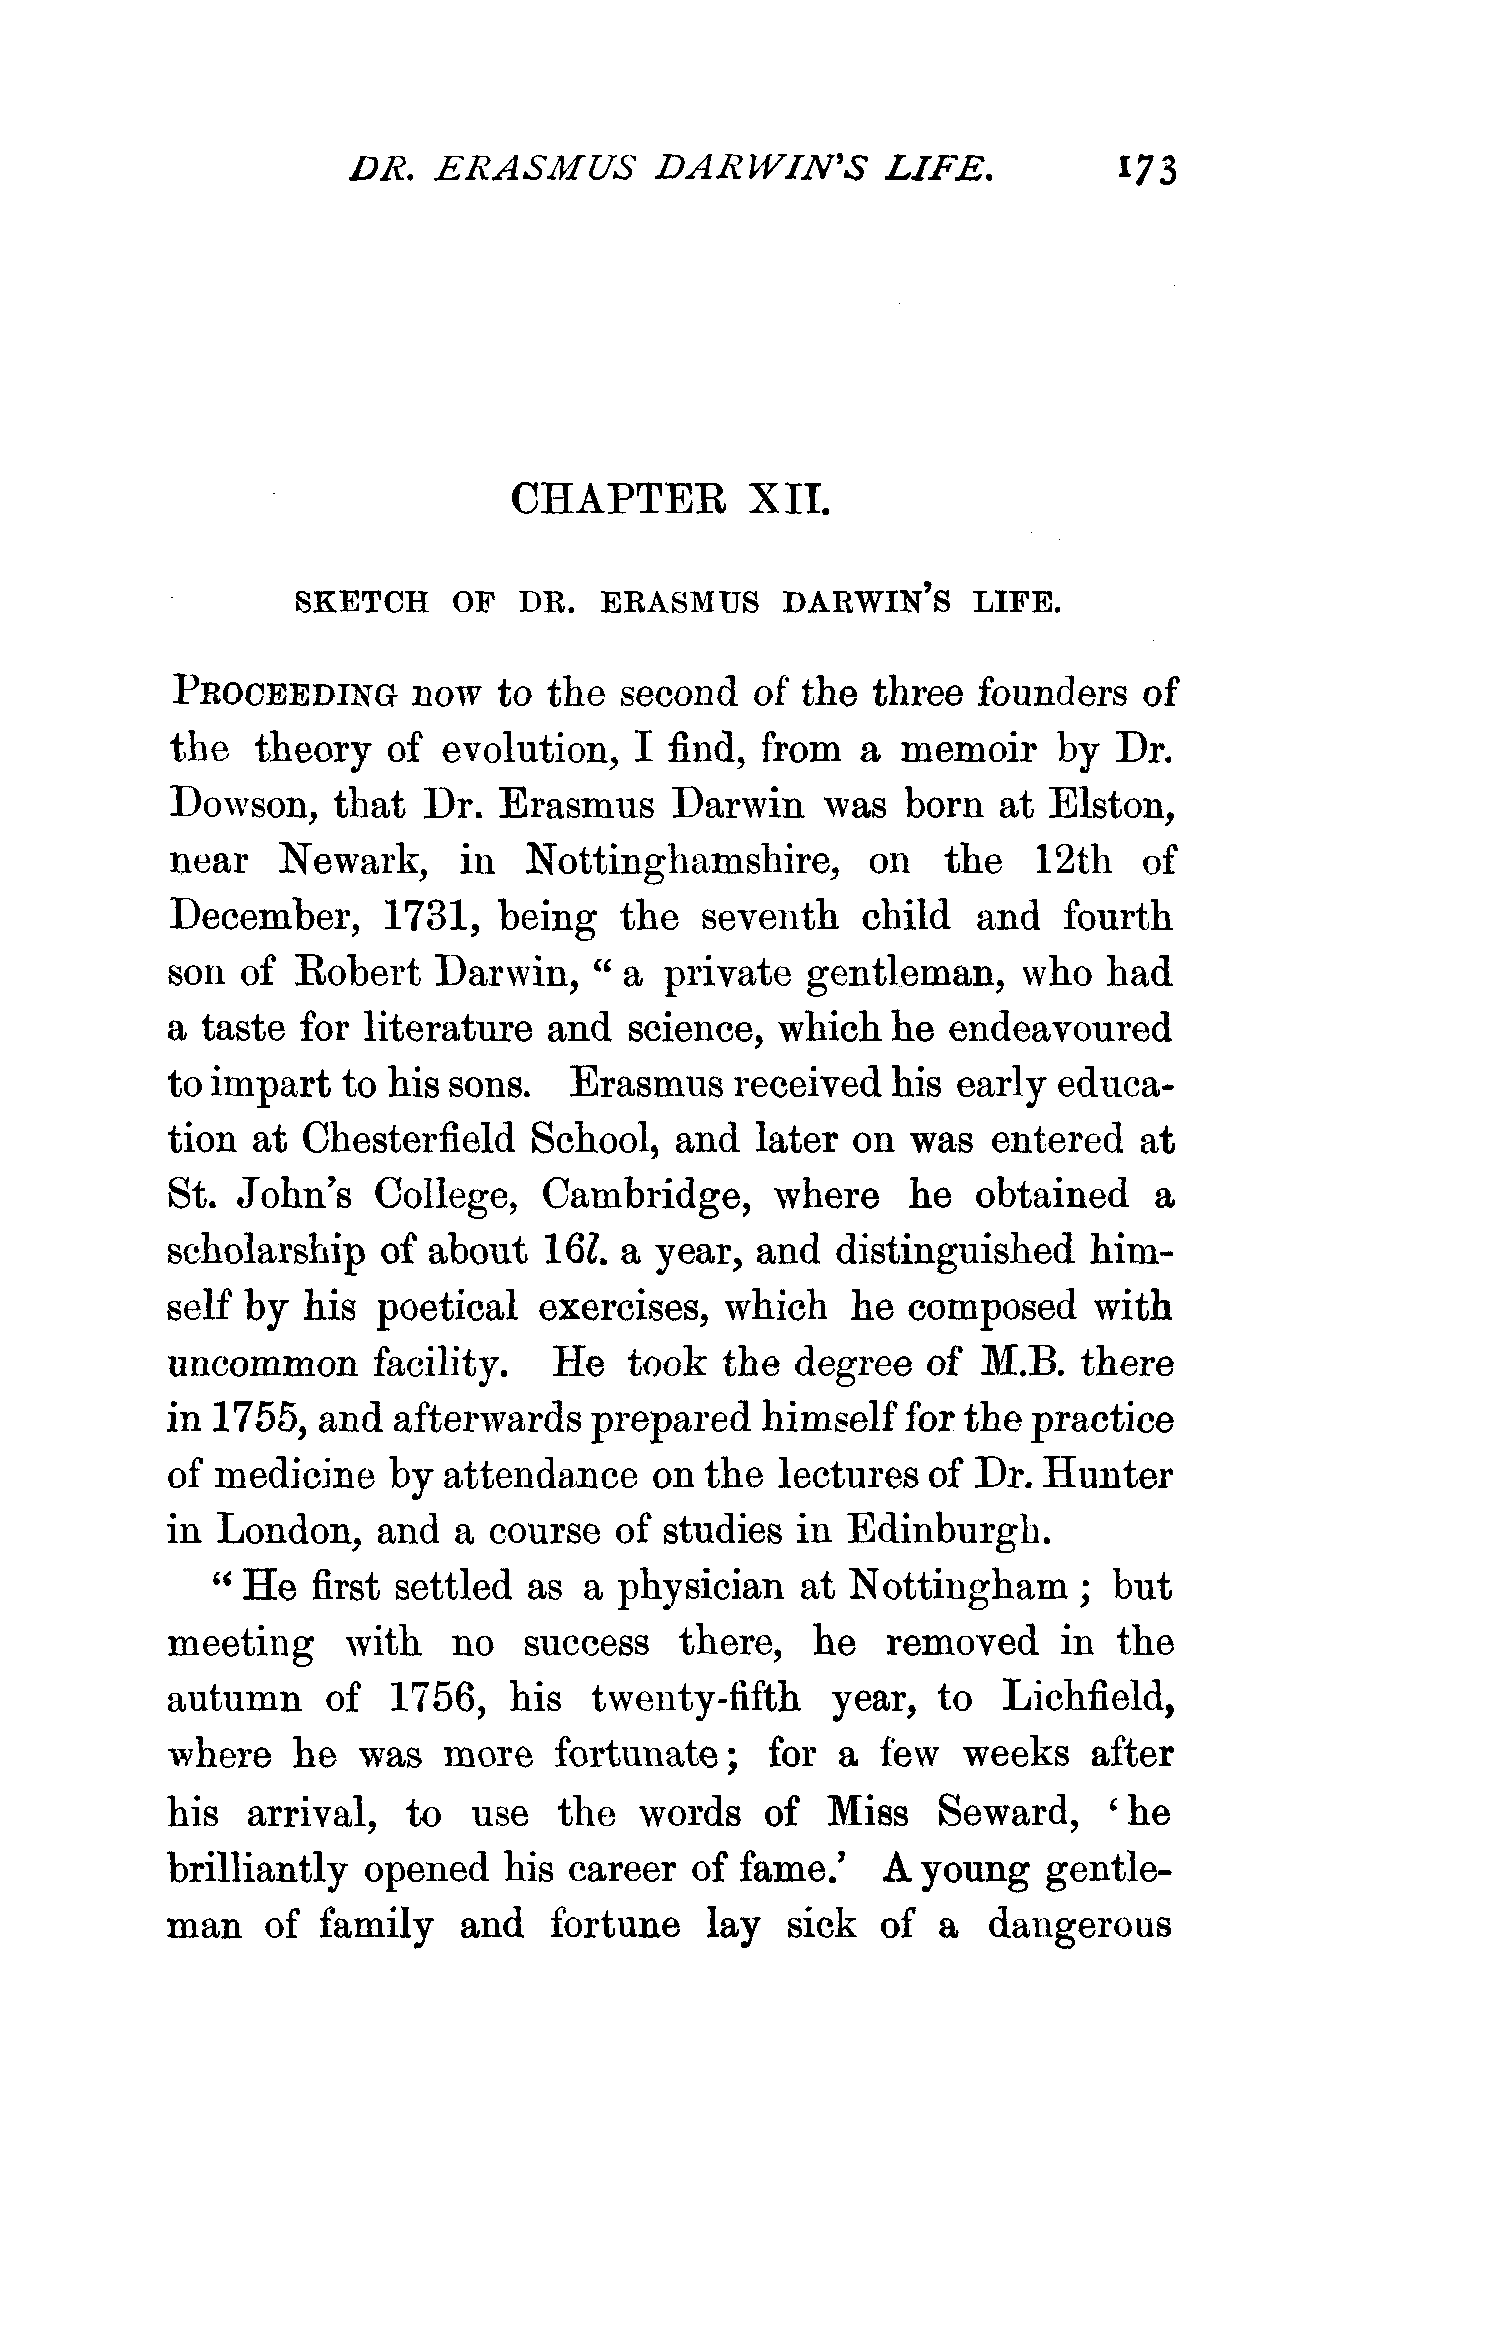 DR. ERASMUS DARWIN'S LIFE. 173
CHAPTER XII.
SKETCH OF DR. ERASMUS DARWIN'S LIFE.
PROCEEDING now to the second of the three founders of
the theory of evolution, I find, from a memoir by Dr.
Dowson, that Dr. Erasmus Darwin was born at Elston,
near Newark, in Nottinghamshire, on the 12th of
December, 1731, being the seventh child and fourth
son of Robert Darwin, “ a private gentleman, who had
a taste for literature and science, which he endeavoured
to impart to his sons. Erasmus received his early educa-
tion at Chesterfield School, and later on was entered at
St. John's College, Cambridge, where he obtained a
scholarship of about 16l. a year, and distinguished him-
self by his poetical exercises, which he composed with
uncommon facility. He took the degree of M.B. there
in 1755, and afterwards prepared himself for the practice
of medicine by attendance on the lectures of Dr. Hunter
in London, and a course of studies in Edinburgh.
“ He first settled as a physician at Nottingham ; but
meeting with no success there, he removed in the
autumn of 1756, his twenty-fifth year, to Lichfield,
where he was more fortunate ; for a few weeks after
his arrival, to use the words of Miss Seward, ‘ he
brilliantly opened his career of fame.’ A young gentle-
man of family and fortune lay sick of a dangerous